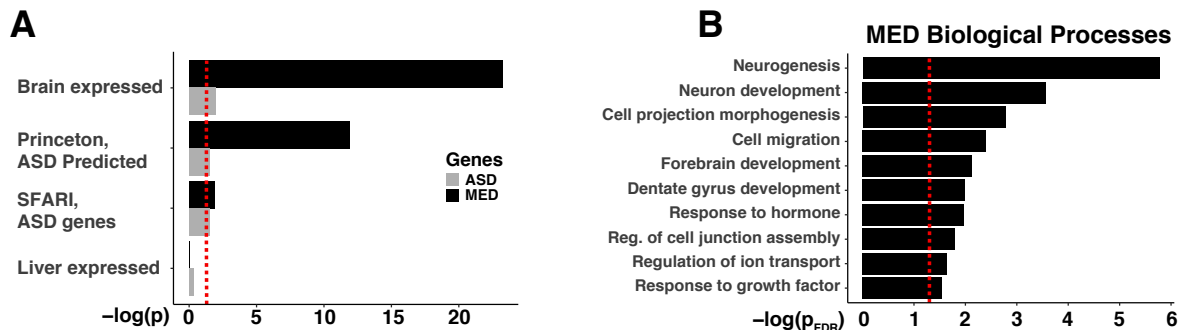 A
Brain expressed
Princeton,
ASD Predicted
SFARI,
ASD genes
Liver expressed
Genes
ASD
MED
−log(p)
0 5 10 15 20
B
MED Biological Processes
Neurogenesis
Neuron development
Cell projection morphogenesis
Cell migration
Forebrain development
Dentate gyrus development
Response to hormone
Reg. of cell junction assembly
Regulation of ion transport
Response to growth factor
−log(pFDR)
0 1 2 3 4 5 6